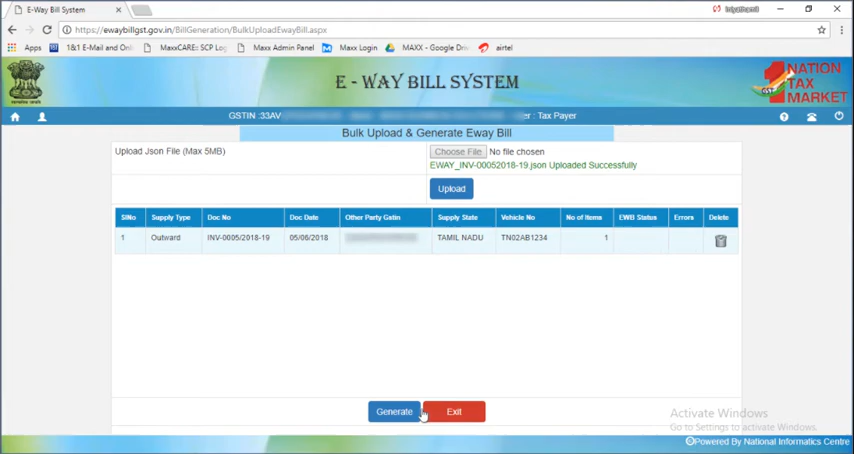 E-Way Bill System
https://ewaybillgst.gov.in/BillGeneration/BulkUploadEwayBill.aspx
Apps 1&1 E-Mail and Onl MaxxCARE:: SCP Log Maxx Admin Panel Maxx Login MAXX - Google Driv airtel
E - WAY BILL SYSTEM
NATION
TAX
MARKET
GST
GSTIN :33AV er : Tax Payer
Bulk Upload & Generate Eway Bill
Upload Json File (Max 5MB) Choose File No file chosen
EWAY_INV-00052018-19.json Uploaded Successfully
Upload
SlNo Supply Type Doc No Doc Date Other Party Gstin Supply State Vehicle No No of Items EWB Status Errors Delete
1 Outward INV-0005/2018-19 05/06/2018 TAMIL NADU TN02AB1234 1
Generate Exit
Activate Windows
Go to Settings to activate Windows.
Powered By National Informatics Centre